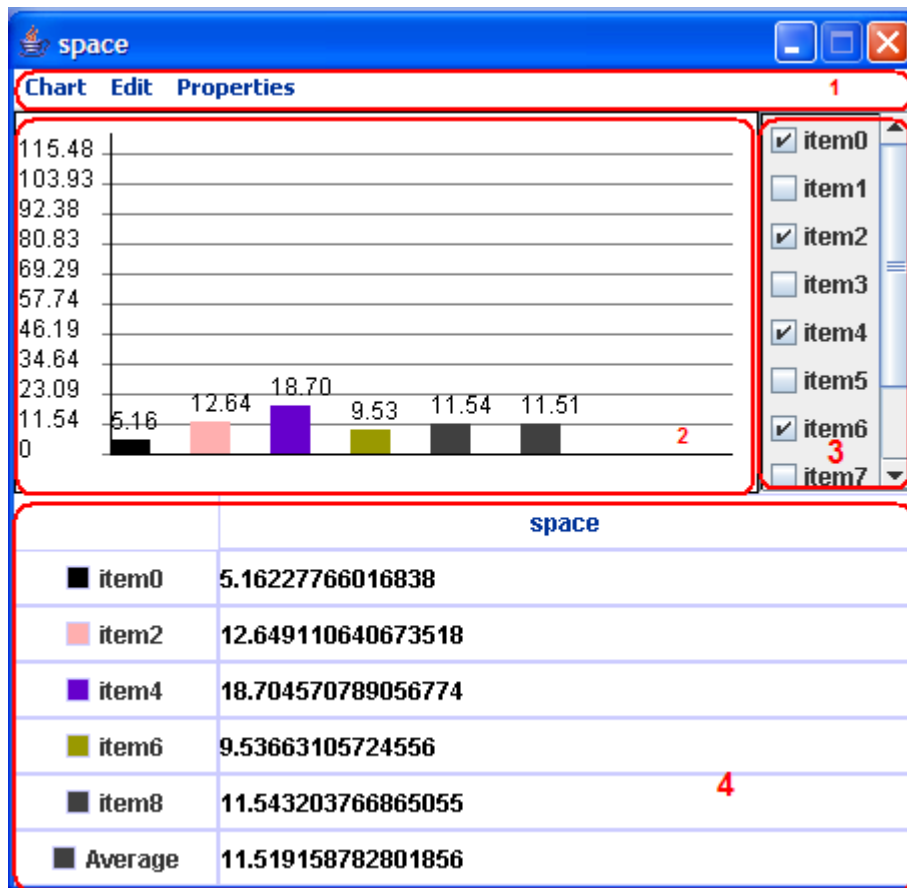 space
Chart Edit Properties 1
115.48
103.93
92.38
80.83
69.29
57.74
46.19
34.64
23.09
11.54
0
5.16 12.64 18.70 9.53 11.54 11.51
2
item0
item1
item2
item3
item4
item5
item6
3
item7
space
item0 5.16227766016838
item2 12.649110640673518
item4 18.704570789056774
item6 9.53663105724556
item8 11.543203766865055
Average 11.519158782801856
4